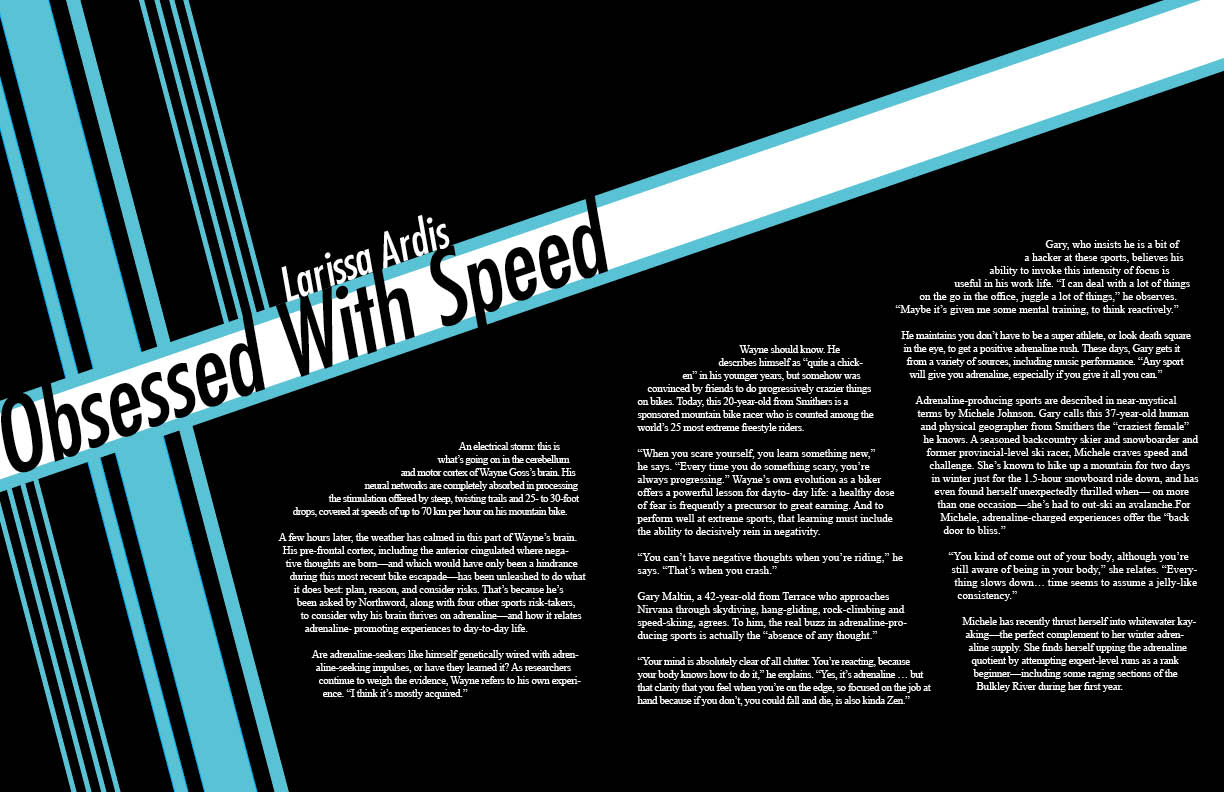 Larissa Ardis
Obsessed With Speed
An electrical storm: this is
what’s going on in the cerebellum
and motor cortex of Wayne Goss’s brain. His
neural networks are completely absorbed in processing
the stimulation offered by steep, twisting trails and 25- to 30-foot
drops, covered at speeds of up to 70 km per hour on his mountain bike.
A few hours later, the weather has calmed in this part of Wayne’s brain.
His pre-frontal cortex, including the anterior cingulated where nega-
tive thoughts are born—and which would have only been a hindrance
during this most recent bike escapade—has been unleashed to do what
it does best: plan, reason, and consider risks. That’s because he’s
been asked by Northword, along with four other sports risk-takers,
to consider why his brain thrives on adrenaline—and how it relates
adrenaline- promoting experiences to day-to-day life.
Are adrenaline-seekers like himself genetically wired with adren-
aline-seeking impulses, or have they learned it? As researchers
continue to weigh the evidence, Wayne refers to his own experi-
ence. “I think it’s mostly acquired.”
Wayne should know. He
describes himself as “quite a chick-
en” in his younger years, but somehow was
convinced by friends to do progressively crazier things
on bikes. Today, this 20-year-old from Smithers is a
sponsored mountain bike racer who is counted among the
world’s 25 most extreme freestyle riders.
“When you scare yourself, you learn something new,”
he says. “Every time you do something scary, you’re
always progressing.” Wayne’s own evolution as a biker
offers a powerful lesson for dayto- day life: a healthy dose
of fear is frequently a precursor to great earning. And to
perform well at extreme sports, that learning must include
the ability to decisively rein in negativity.
“You can’t have negative thoughts when you’re riding,” he
says. “That’s when you crash.”
Gary Maltin, a 42-year-old from Terrace who approaches
Nirvana through skydiving, hang-gliding, rock-climbing and
speed-skiing, agrees. To him, the real buzz in adrenaline-pro-
ducing sports is actually the “absence of any thought.”
“Your mind is absolutely clear of all clutter. You’re reacting, because
your body knows how to do it,” he explains. “Yes, it’s adrenaline … but
that clarity that you feel when you’re on the edge, so focused on the job at
hand because if you don’t, you could fall and die, is also kinda Zen.”
Gary, who insists he is a bit of
a hacker at these sports, believes his
ability to invoke this intensity of focus is
useful in his work life. “I can deal with a lot of things
on the go in the office, juggle a lot of things,” he observes.
“Maybe it’s given me some mental training, to think reactively.”
He maintains you don’t have to be a super athlete, or look death square
in the eye, to get a positive adrenaline rush. These days, Gary gets it
from a variety of sources, including music performance. “Any sport
will give you adrenaline, especially if you give it all you can.”
Adrenaline-producing sports are described in near-mystical
terms by Michele Johnson. Gary calls this 37-year-old human
and physical geographer from Smithers the “craziest female”
he knows. A seasoned backcountry skier and snowboarder and
former provincial-level ski racer, Michele craves speed and
challenge. She’s known to hike up a mountain for two days
in winter just for the 1.5-hour snowboard ride down, and has
even found herself unexpectedly thrilled when— on more
than one occasion—she’s had to out-ski an avalanche.For
Michele, adrenaline-charged experiences offer the “back
door to bliss.”
“You kind of come out of your body, although you’re
still aware of being in your body,” she relates. “Every-
thing slows down… time seems to assume a jelly-like
consistency.”
Michele has recently thrust herself into whitewater kay-
aking—the perfect complement to her winter adren-
aline supply. She finds herself upping the adrenaline
quotient by attempting expert-level runs as a rank
beginner—including some raging sections of the
Bulkley River during her first year.